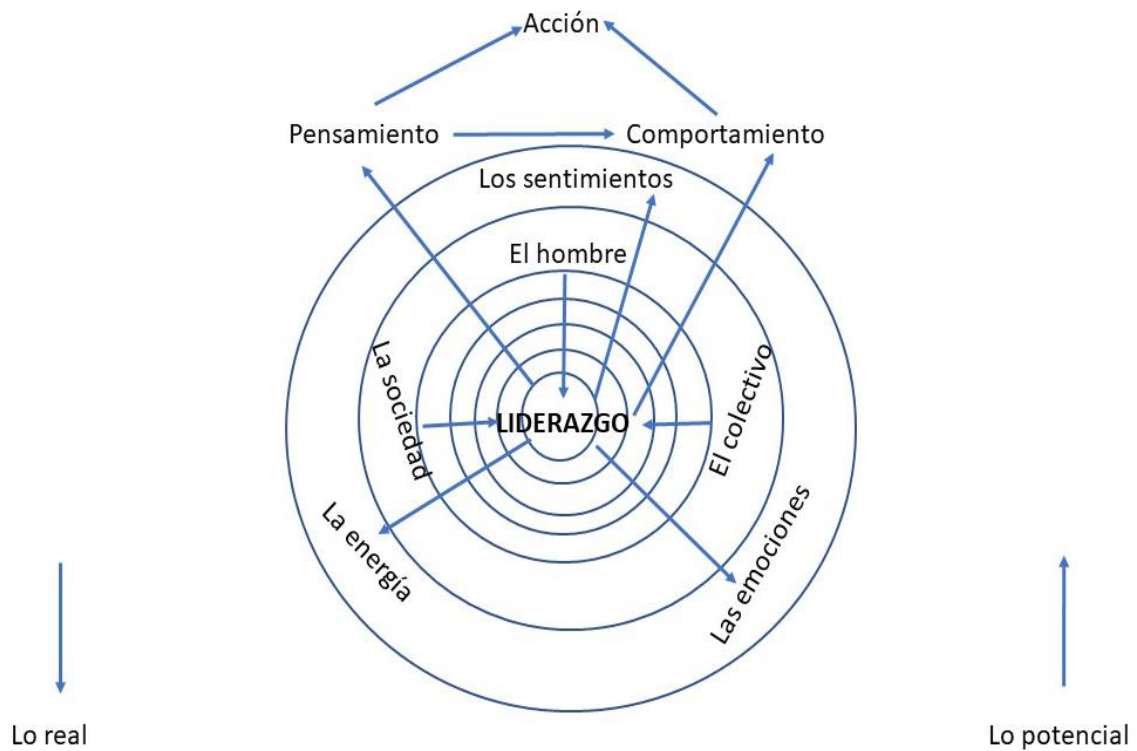 Acción
Pensamiento
Comportamiento
Los sentimientos
El hombre
La sociedad
LIDERAZGO
El colectivo
La energía
Las emociones
Lo real
Lo potencial